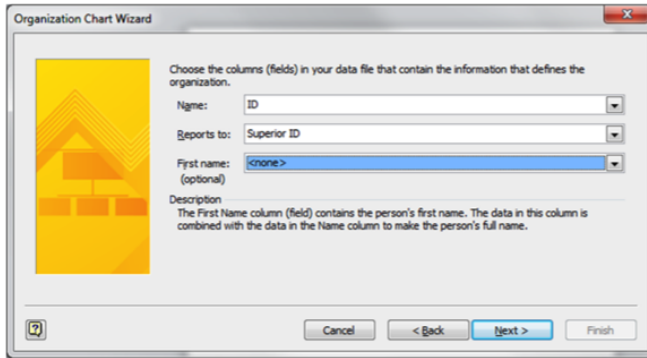 Organization Chart Wizard
Choose the columns (fields) in your data file that contain the information that defines the
organization.
Name: ID
Reports to: Superior ID
First name: <none>
(optional)
Description
The First Name column (field) contains the person's first name. The data in this column is
combined with the data in the Name column to make the person's full name.
Cancel < Back Next > Finish